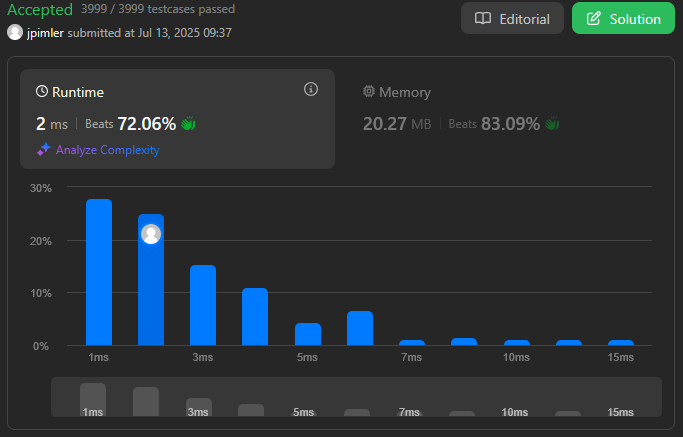 Accepted 3999 / 3999 testcases passed
Editorial
Solution
jpimler submitted at Jul 13, 2025 09:37
Runtime
2 ms | Beats 72.06%
Analyze Complexity
Memory
20.27 MB | Beats 83.09%
30%
20%
10%
0%
1ms 3ms 5ms 7ms 10ms 15ms
1ms 3ms 5ms 7ms 10ms 15ms